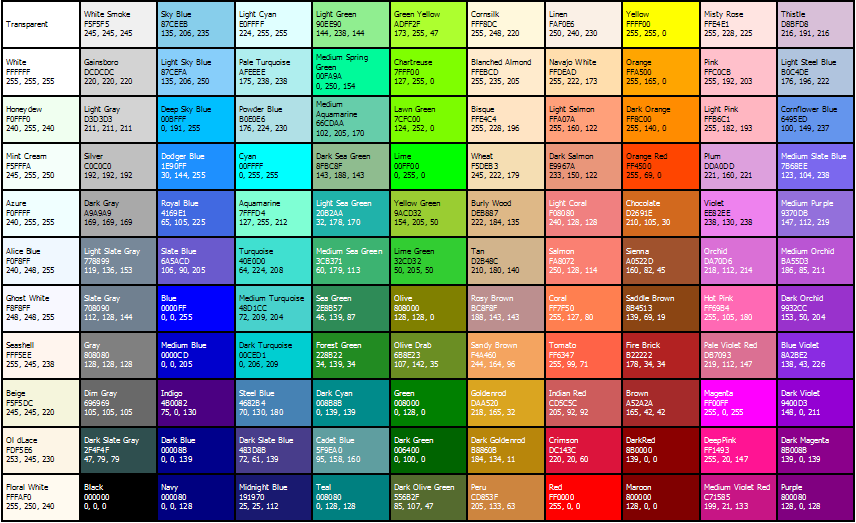 Transparent
White Smoke
F5F5F5
245, 245, 245
Sky Blue
87CEEB
135, 206, 235
Light Cyan
E0FFFF
224, 255, 255
Light Green
90EE90
144, 238, 144
Green Yellow
ADFF2F
173, 255, 47
Cornsilk
FFF8DC
255, 248, 220
Linen
FAF0E6
250, 240, 230
Yellow
FFFF00
255, 255, 0
Misty Rose
FFE4E1
255, 228, 225
Thistle
D8BFD8
216, 191, 216
White
FFFFFF
255, 255, 255
Gainsboro
DCDCDC
220, 220, 220
Light Sky Blue
87CEFA
135, 206, 250
Pale Turquoise
AFEEEE
175, 238, 238
Medium Spring
Green
00FA9A
0, 250, 154
Chartreuse
7FFF00
127, 255, 0
Blanched Almond
FFEBCD
255, 235, 205
Navajo White
FFDEAD
255, 222, 173
Orange
FFA500
255, 165, 0
Pink
FFC0CB
255, 192, 203
Light Steel Blue
B0C4DE
176, 196, 222
Honeydew
F0FFF0
240, 255, 240
Light Gray
D3D3D3
211, 211, 211
Deep Sky Blue
00BFFF
0, 191, 255
Powder Blue
B0E0E6
176, 224, 230
Medium
Aquamarine
66CDAA
102, 205, 170
Lawn Green
7CFC00
124, 252, 0
Bisque
FFE4C4
255, 228, 196
Light Salmon
FFA07A
255, 160, 122
Dark Orange
FF8C00
255, 140, 0
Light Pink
FFB6C1
255, 182, 193
Cornflower Blue
6495ED
100, 149, 237
Mint Cream
F5FFFA
245, 255, 250
Silver
C0C0C0
192, 192, 192
Dodger Blue
1E90FF
30, 144, 255
Cyan
00FFFF
0, 255, 255
Dark Sea Green
8FBC8F
143, 188, 143
Lime
00FF00
0, 255, 0
Wheat
F5DEB3
245, 222, 179
Dark Salmon
E9967A
233, 150, 122
Orange Red
FF4500
255, 69, 0
Plum
DDA0DD
221, 160, 221
Medium Slate Blue
7B68EE
123, 104, 238
Azure
F0FFFF
240, 255, 255
Dark Gray
A9A9A9
169, 169, 169
Royal Blue
4169E1
65, 105, 225
Aquamarine
7FFFD4
127, 255, 212
Light Sea Green
20B2AA
32, 178, 170
Yellow Green
9ACD32
154, 205, 50
Burly Wood
DEB887
222, 184, 135
Light Coral
F08080
240, 128, 128
Chocolate
D2691E
210, 105, 30
Violet
EE82EE
238, 130, 238
Medium Purple
9370DB
147, 112, 219
Alice Blue
F0F8FF
240, 248, 255
Light Slate Gray
778899
119, 136, 153
Slate Blue
6A5ACD
106, 90, 205
Turquoise
40E0D0
64, 224, 208
Medium Sea Green
3CB371
60, 179, 113
Lime Green
32CD32
50, 205, 50
Tan
D2B48C
210, 180, 140
Salmon
FA8072
250, 128, 114
Sienna
A0522D
160, 82, 45
Orchid
DA70D6
218, 112, 214
Medium Orchid
BA55D3
186, 85, 211
Ghost White
F8F8FF
248, 248, 255
Slate Gray
708090
112, 128, 144
Blue
0000FF
0, 0, 255
Medium Turquoise
48D1CC
72, 209, 204
Sea Green
2E8B57
46, 139, 87
Olive
808000
128, 128, 0
Rosy Brown
BC8F8F
188, 143, 143
Coral
FF7F50
255, 127, 80
Saddle Brown
8B4513
139, 69, 19
Hot Pink
FF69B4
255, 105, 180
Dark Orchid
9932CC
153, 50, 204
Seashell
FFF5EE
255, 245, 238
Gray
808080
128, 128, 128
Medium Blue
0000CD
0, 0, 205
Dark Turquoise
00CED1
0, 206, 209
Forest Green
228B22
34, 139, 34
Olive Drab
6B8E23
107, 142, 35
Sandy Brown
F4A460
244, 164, 96
Tomato
FF6347
255, 99, 71
Fire Brick
B22222
178, 34, 34
Pale Violet Red
DB7093
219, 112, 147
Blue Violet
8A2BE2
138, 43, 226
Beige
F5F5DC
245, 245, 220
Dim Gray
696969
105, 105, 105
Indigo
4B0082
75, 0, 130
Steel Blue
4682B4
70, 130, 180
Dark Cyan
008B8B
0, 139, 139
Green
008000
0, 128, 0
Goldenrod
DAA520
218, 165, 32
Indian Red
CD5C5C
205, 92, 92
Brown
A52A2A
165, 42, 42
Magenta
FF00FF
255, 0, 255
Dark Violet
9400D3
148, 0, 211
Oil dLace
FDF5E6
253, 245, 230
Dark Slate Gray
2F4F4F
47, 79, 79
Dark Blue
00008B
0, 0, 139
Dark Slate Blue
483D8B
72, 61, 139
Cadet Blue
5F9EA0
95, 158, 160
Dark Green
006400
0, 100, 0
Dark Goldenrod
B8860B
184, 134, 11
Crimson
DC143C
220, 20, 60
DarkRed
8B0000
139, 0, 0
DeepPink
FF1493
255, 20, 147
Dark Magenta
8B008B
139, 0, 139
Floral White
FFFAF0
255, 250, 240
Black
000000
0, 0, 0
Navy
000080
0, 0, 128
Midnight Blue
191970
25, 25, 112
Teal
008080
0, 128, 128
Dark Olive Green
556B2F
85, 107, 47
Peru
CD853F
205, 133, 63
Red
FF0000
255, 0, 0
Maroon
800000
128, 0, 0
Medium Violet Red
C71585
199, 21, 133
Purple
800080
128, 0, 128